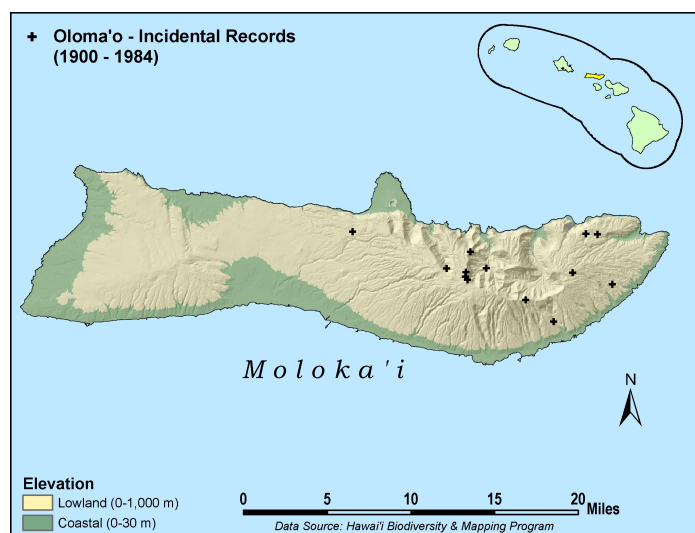 Oloma'o - Incidental Records
(1900 - 1984)
Moloka'i
N
Elevation
Lowland (0-1,000 m)
Coastal (0-30 m)
0 5 10 15 20
Miles
Data Source: Hawai'i Biodiversity & Mapping Program